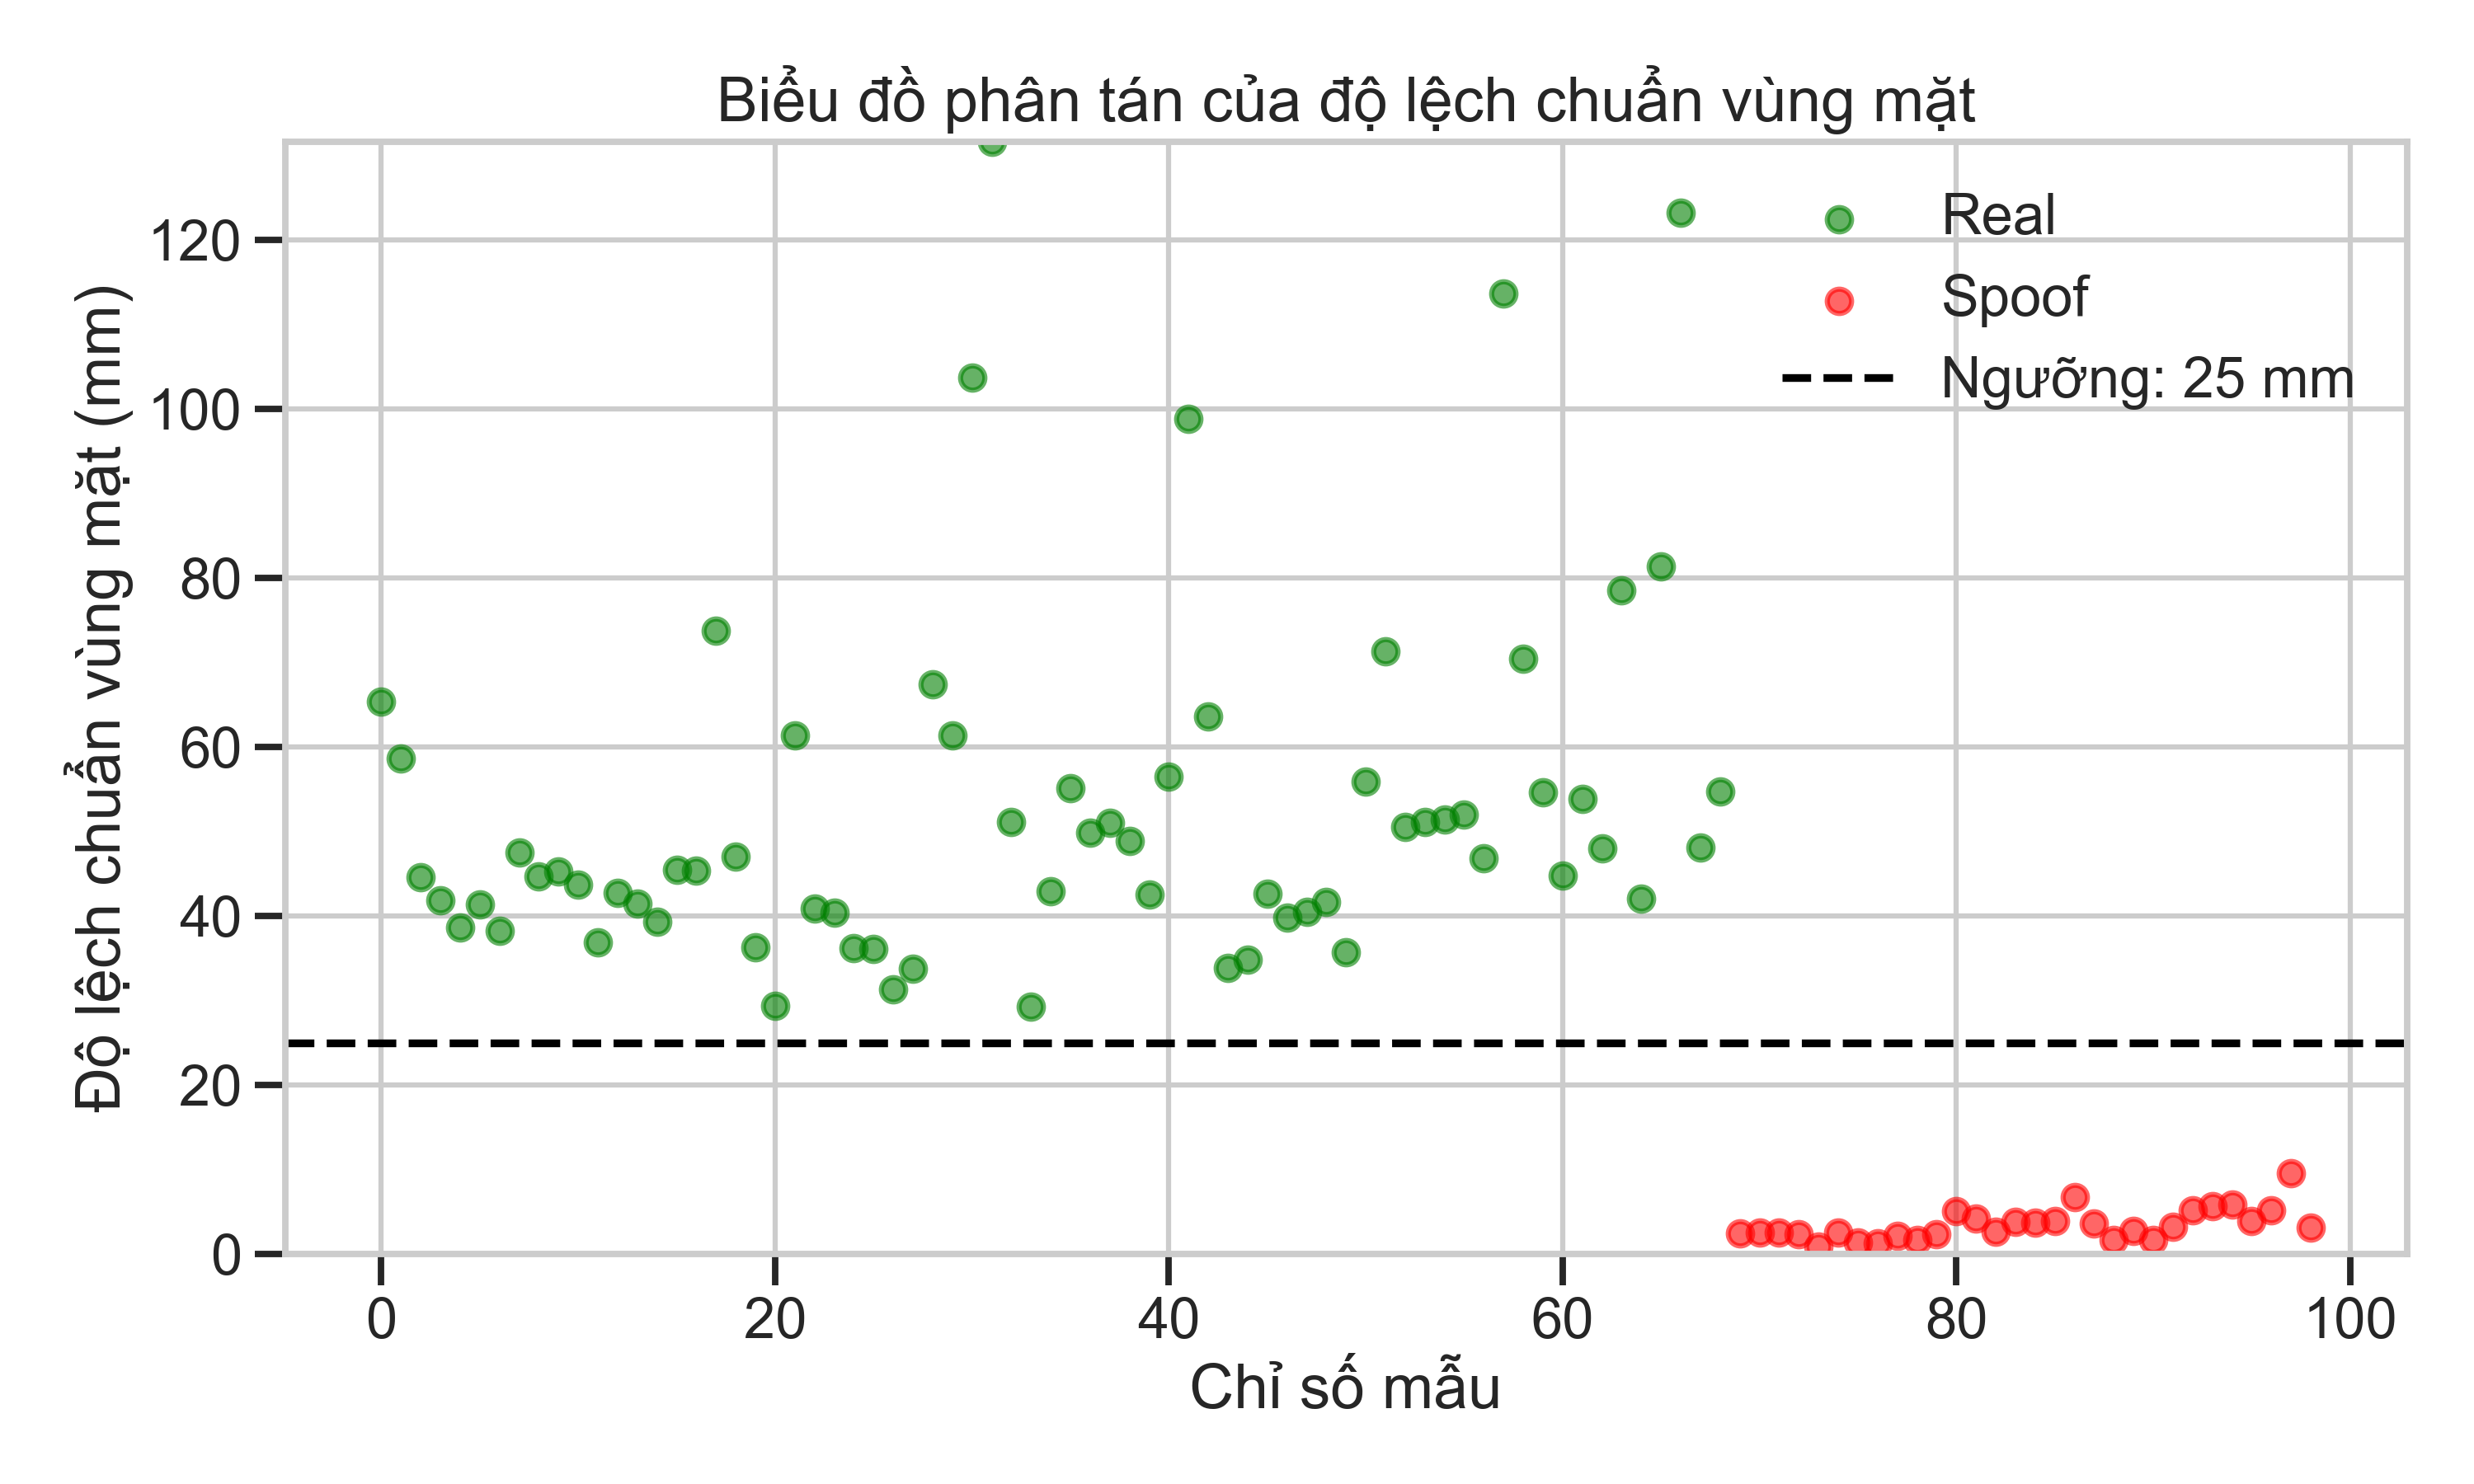 Biểu đồ phân tán của độ lệch chuẩn vùng mặt
Độ lệch chuẩn vùng mặt (mm)
120
100
80
60
40
20
0
Real
Spoof
Ngưỡng: 25 mm
0 20 40 60 80 100
Chỉ số mẫu